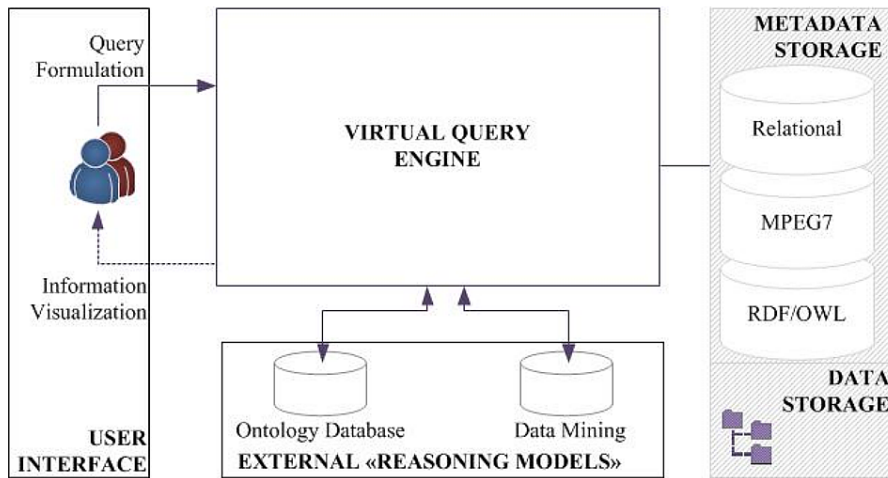 Query
Formulation
Information
Visualization
USER
INTERFACE
VIRTUAL QUERY
ENGINE
Ontology Database
Data Mining
EXTERNAL «REASONING MODELS»
METADATA
STORAGE
Relational
MPEG7
RDF/OWL
DATA
STORAGE